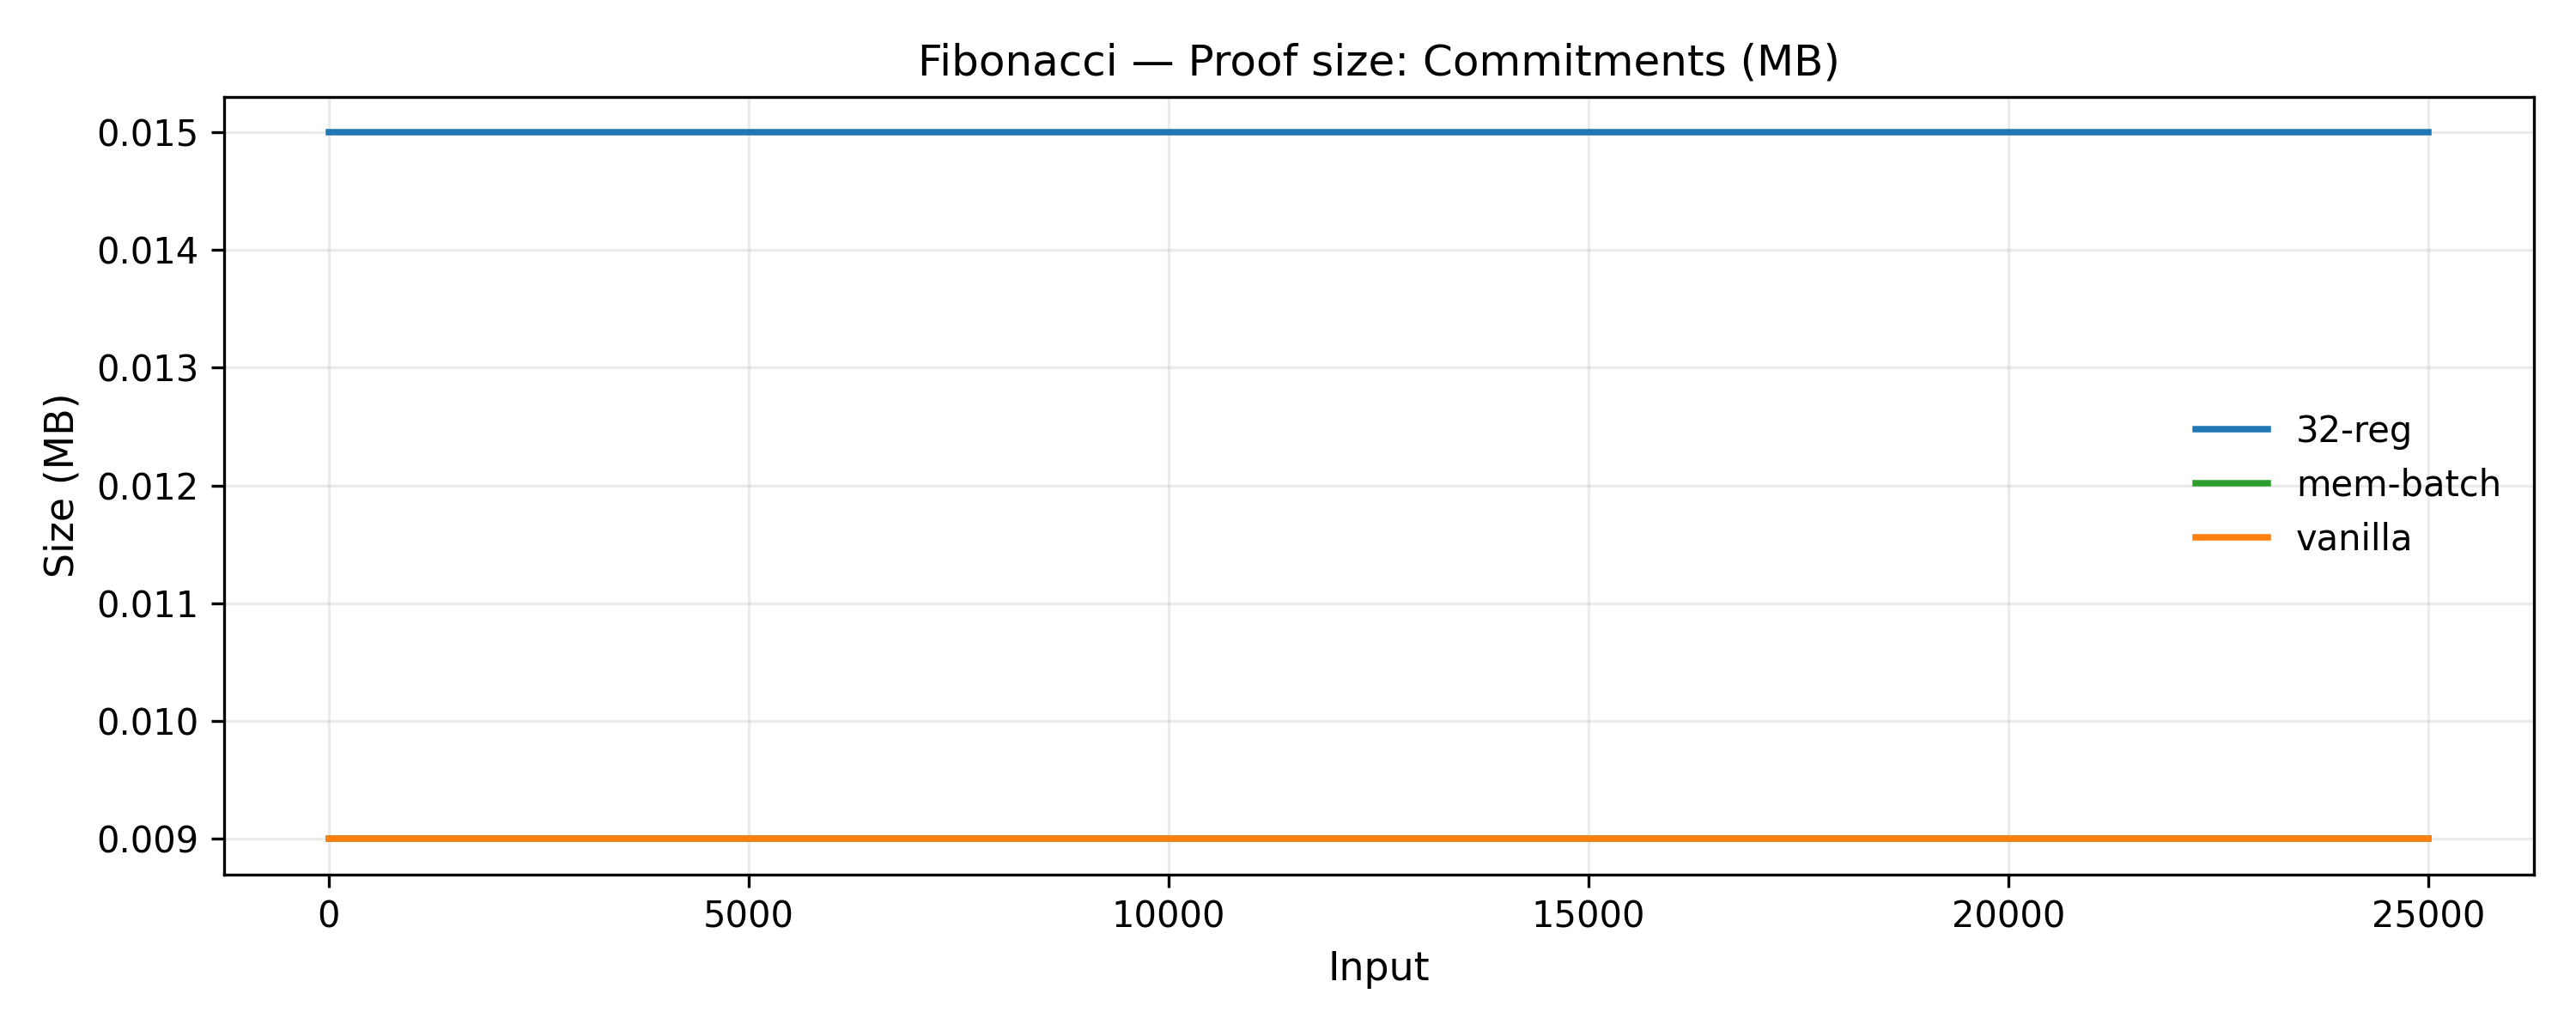 Fibonacci — Proof size: Commitments (MB)
Size (MB)
0.015
0.014
0.013
0.012
0.011
0.010
0.009
32-reg
mem-batch
vanilla
0 5000 10000 15000 20000 25000
Input